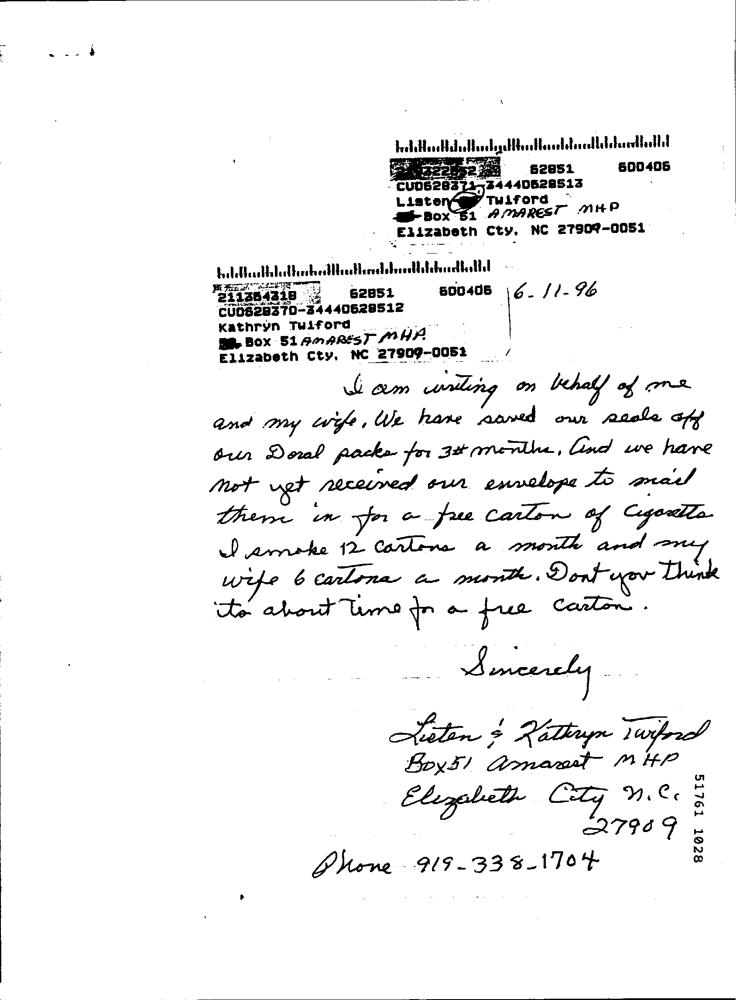 62851 600406
CUD628371-34440628513
Listen Twiford
Box 51 AMAREST MHP
Elizabeth Cty, NC 27909-0051
211364318 62851 600406 6-11-96
CUD628370-34440628512
Kathryn Twiford
Box 51 AMAREST MHP.
Elizabeth Cty, NC 27909-0051
I am writing on behalf of me
and my wife. We have saved our seals off
our Doral packs for 3 months. And we have
not yet received our envelope to mail
them in for a free carton of Cigaretts
I smoke 12 cartons a month and my
wife 6 cartons a month. Dont you think
its about time for a free carton.
Sincerely
Listen & Kathryn Twiford
Box 51 Amarest MHP
Elizabeth City N.C.
27909
Phone 919-338-1704
51761 1028